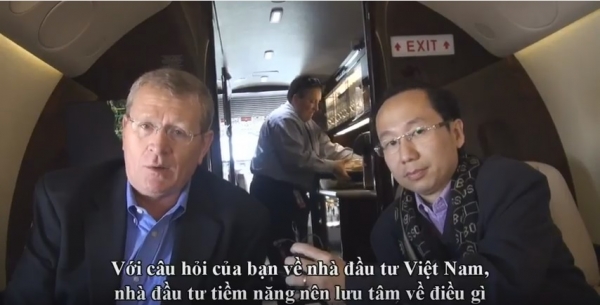 EXIT
Với câu hỏi của bạn về nhà đầu tư Việt Nam,
nhà đầu tư tiềm năng nên lưu tâm về điều gì